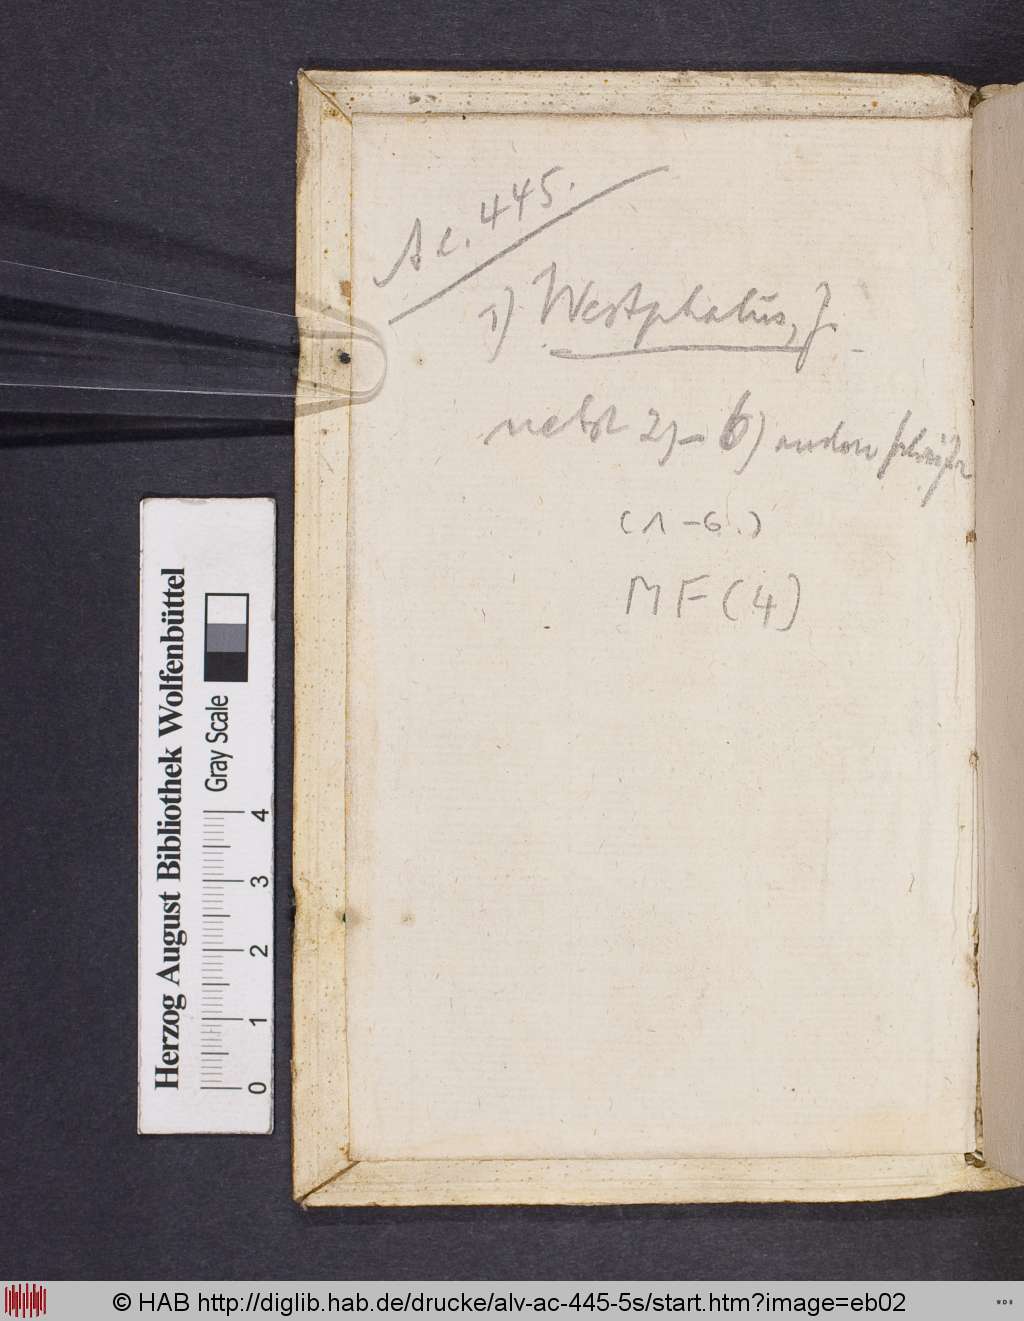 Ac. 445.
1) Westphalus, J.
nebst 2) – 6) andern Schriften
(1 – 6.)
MF (4)
Herzog August Bibliothek Wolfenbüttel
Gray Scale
0 1 2 3 4
© HAB http://diglib.hab.de/drucke/alv-ac-445-5s/start.htm?image=eb02